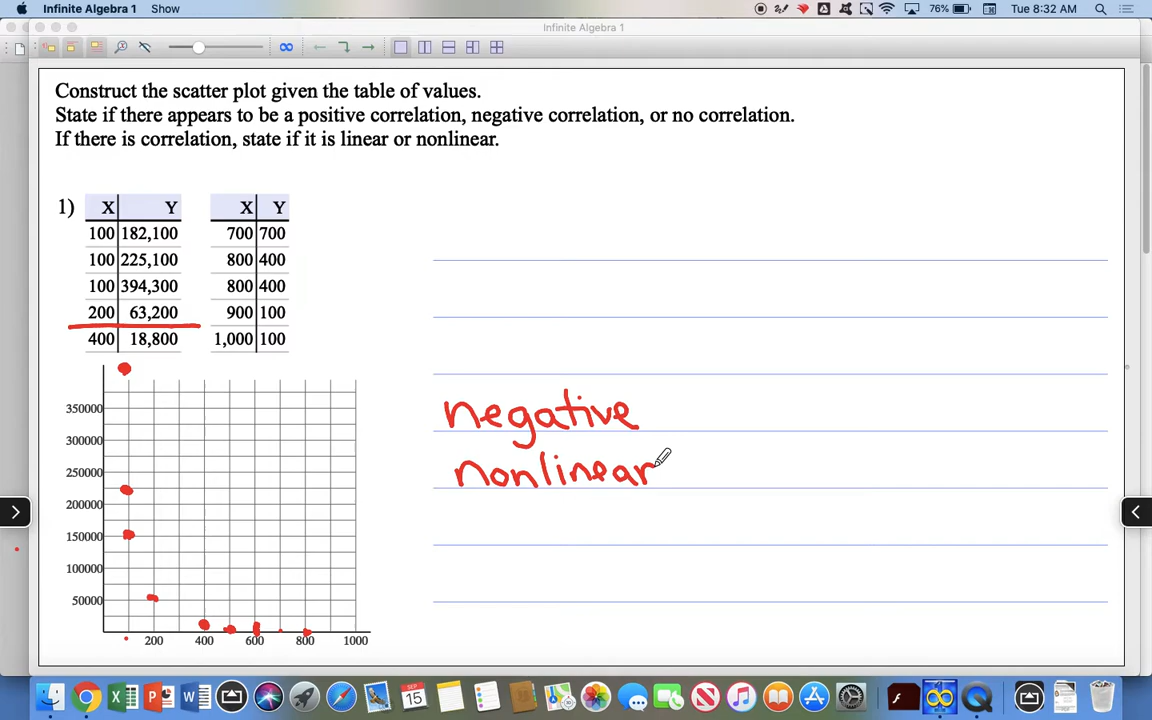 Infinite Algebra 1 Show 76% Tue 8:32 AM
Infinite Algebra 1
Construct the scatter plot given the table of values.
State if there appears to be a positive correlation, negative correlation, or no correlation.
If there is correlation, state if it is linear or nonlinear.
1) X Y X Y
100 182,100 700 700
100 225,100 800 400
100 394,300 800 400
200 63,200 900 100
400 18,800 1,000 100
350000
300000
250000
200000
150000
100000
50000
200 400 600 800 1000
negative
nonlinear
SEP
15